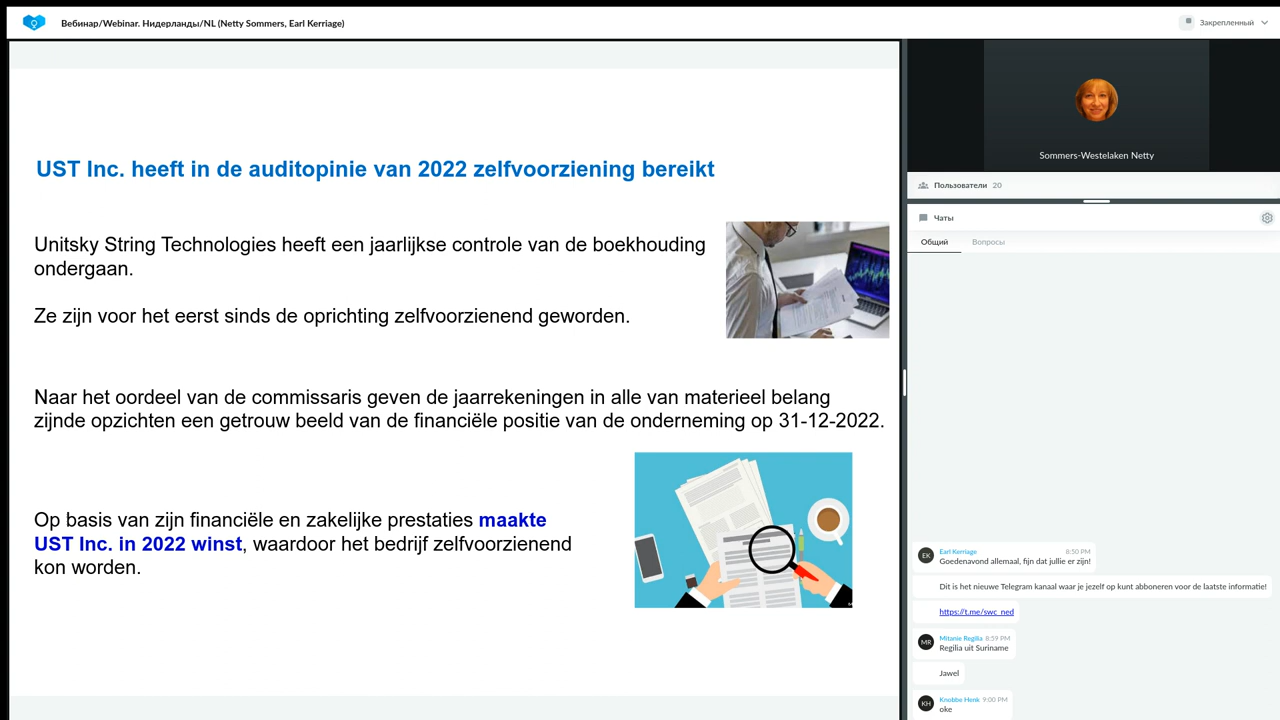 Вебинар/Webinar. Нидерланды/NL (Netty Sommers, Earl Kerriage)
Закрепленный
UST Inc. heeft in de auditopinie van 2022 zelfvoorziening bereikt
Unitsky String Technologies heeft een jaarlijkse controle van de boekhouding
ondergaan.
Ze zijn voor het eerst sinds de oprichting zelfvoorzienend geworden.
Naar het oordeel van de commissaris geven de jaarrekeningen in alle van materieel belang
zijnde opzichten een getrouw beeld van de financiële positie van de onderneming op 31-12-2022.
Op basis van zijn financiële en zakelijke prestaties maakte
UST Inc. in 2022 winst, waardoor het bedrijf zelfvoorzienend
kon worden.
Sommers-Westelaken Netty
Пользователи 20
Чаты
Общий Вопросы
EK Earl Kerriage 8:50 PM
Goedenavond allemaal, fijn dat jullie er zijn!
Dit is het nieuwe Telegram kanaal waar je jezelf op kunt abboneren voor de laatste informatie!
https://t.me/swc_ned
MR Mitanie Regilia 8:59 PM
Regilia uit Suriname
Jawel
KH Knobbe Henk 9:00 PM
oke